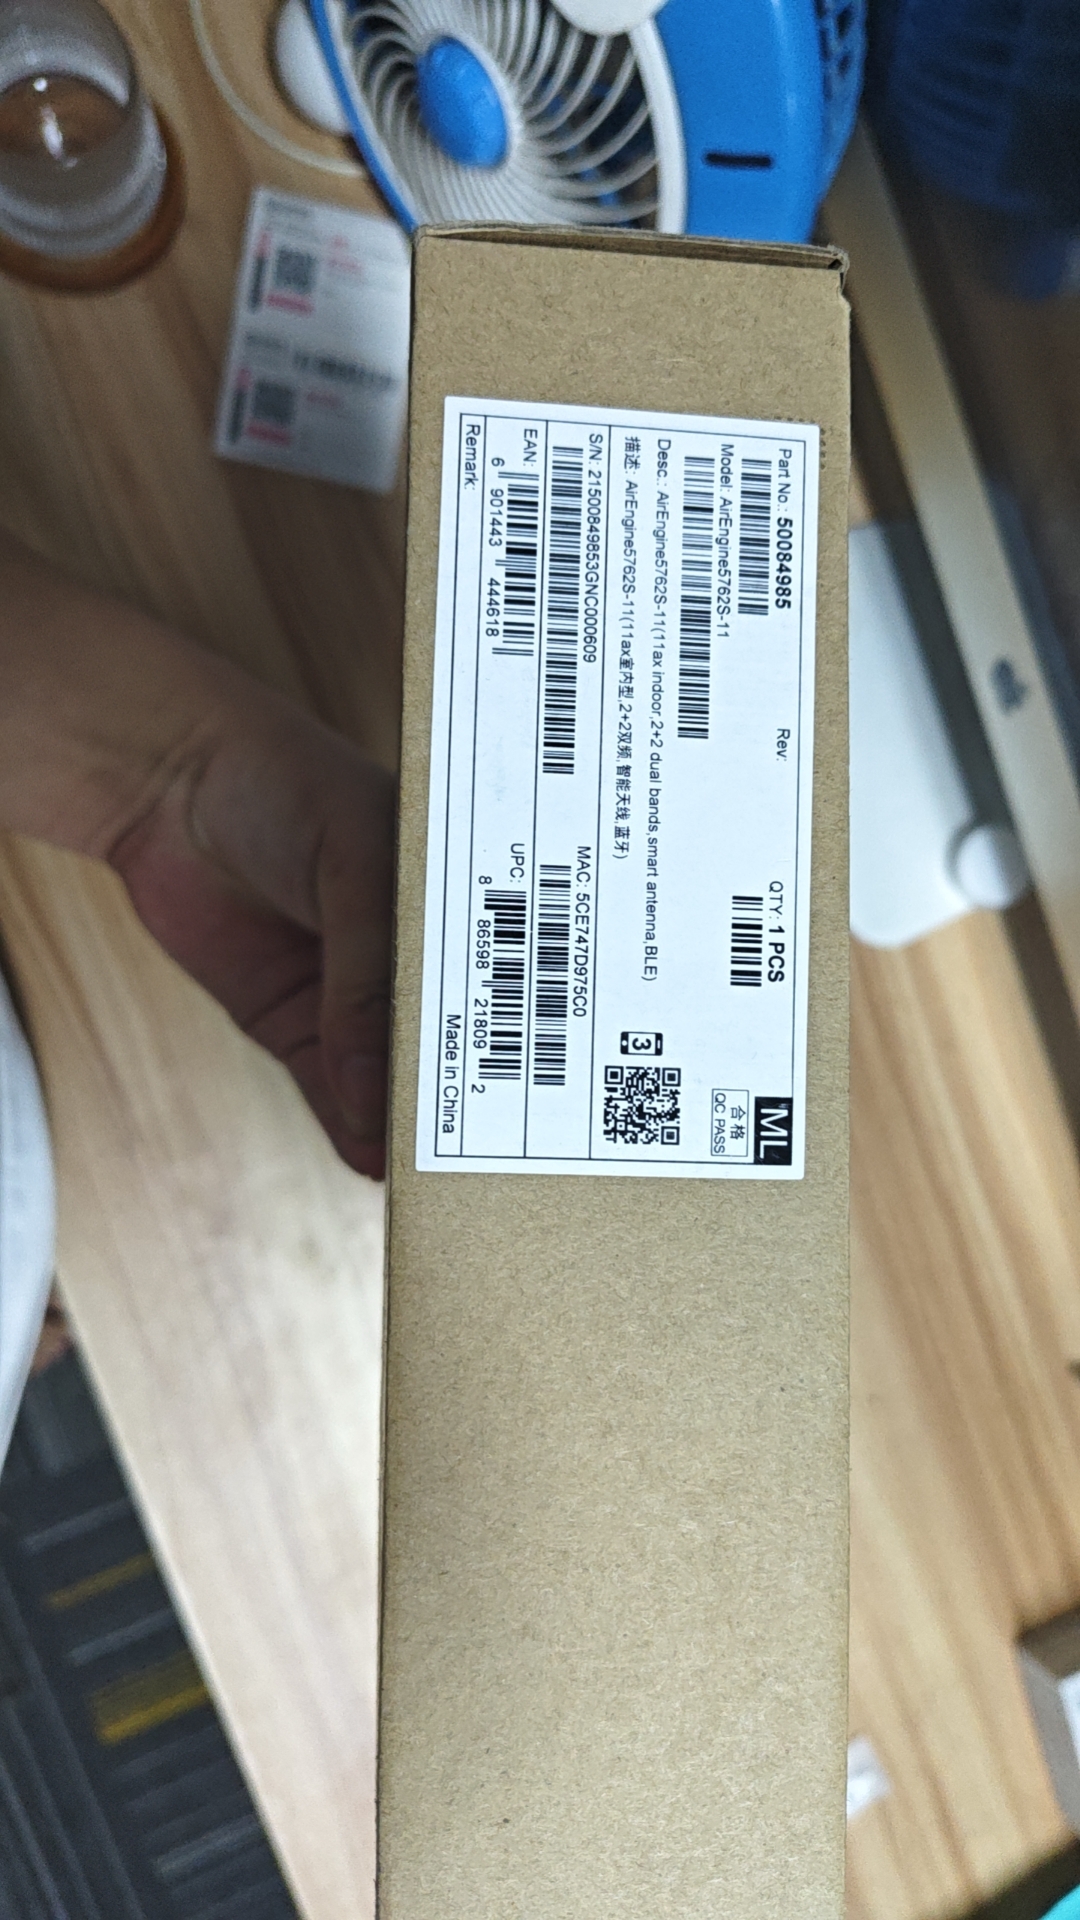 Part No.: 50084985
Rev:
QTY: 1 PCS
ML
Model: AirEngine5762S-11
合格
QC PASS
Desc.: AirEngine5762S-11(11ax indoor,2+2 dual bands,smart antenna,BLE)
描述: AirEngine5762S-11(11ax室内型,2+2双频,智能天线,蓝牙)
3
S/N: 21500849853GNC000609
MAC: 5CE747D975C0
EAN:
6 901443 444618
UPC:
8 86598 21809 2
Remark:
Made in China